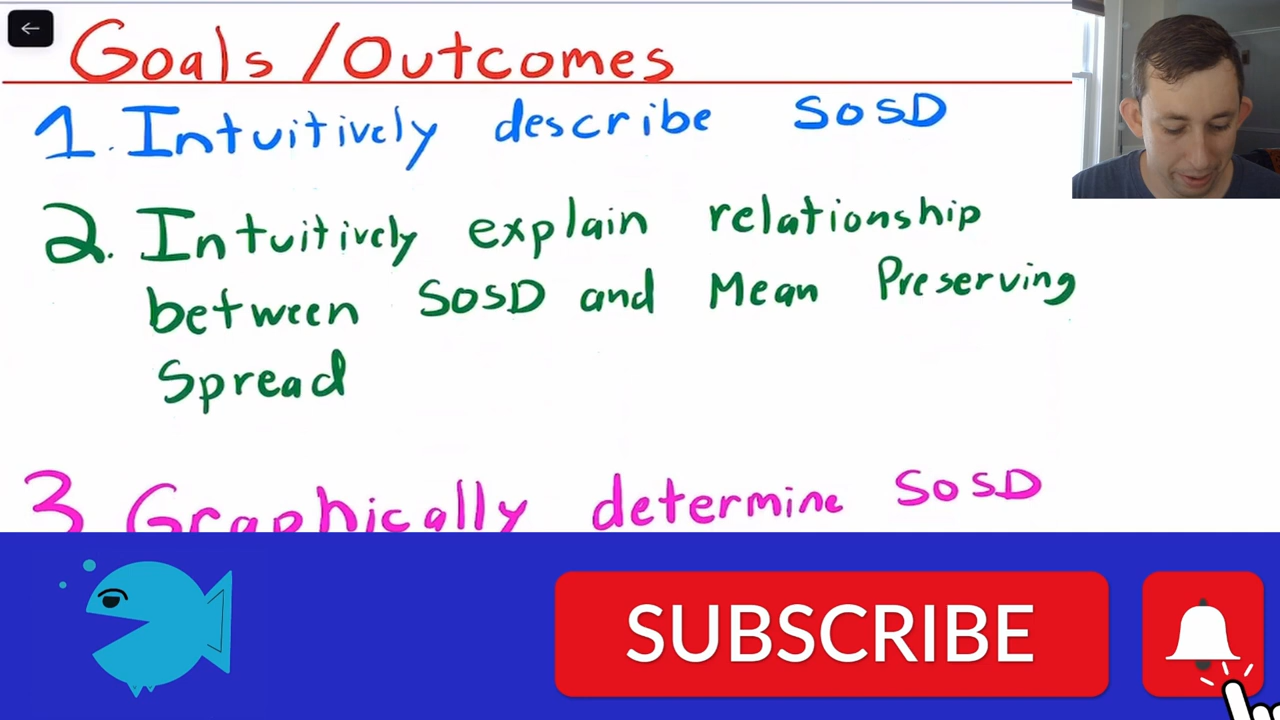 Goals/Outcomes
1. Intuitively describe SOSD
2. Intuitively explain relationship
between SOSD and Mean Preserving
Spread
3 Graphically determine SOSD
SUBSCRIBE